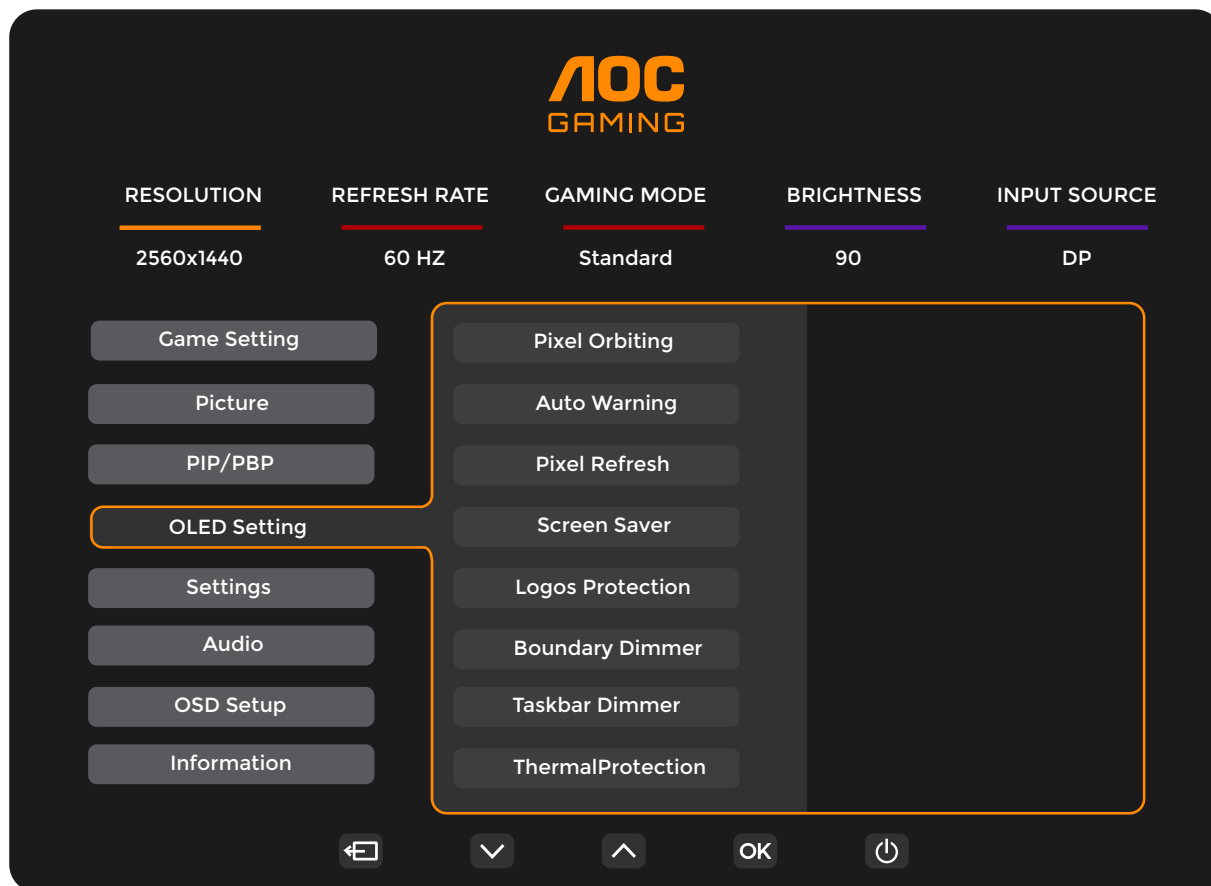 AOC
GAMING
RESOLUTION REFRESH RATE GAMING MODE BRIGHTNESS INPUT SOURCE
2560x1440 60 HZ Standard 90 DP
Game Setting
Picture
PIP/PBP
OLED Setting
Settings
Audio
OSD Setup
Information
Pixel Orbiting
Auto Warning
Pixel Refresh
Screen Saver
Logos Protection
Boundary Dimmer
Taskbar Dimmer
ThermalProtection
OK